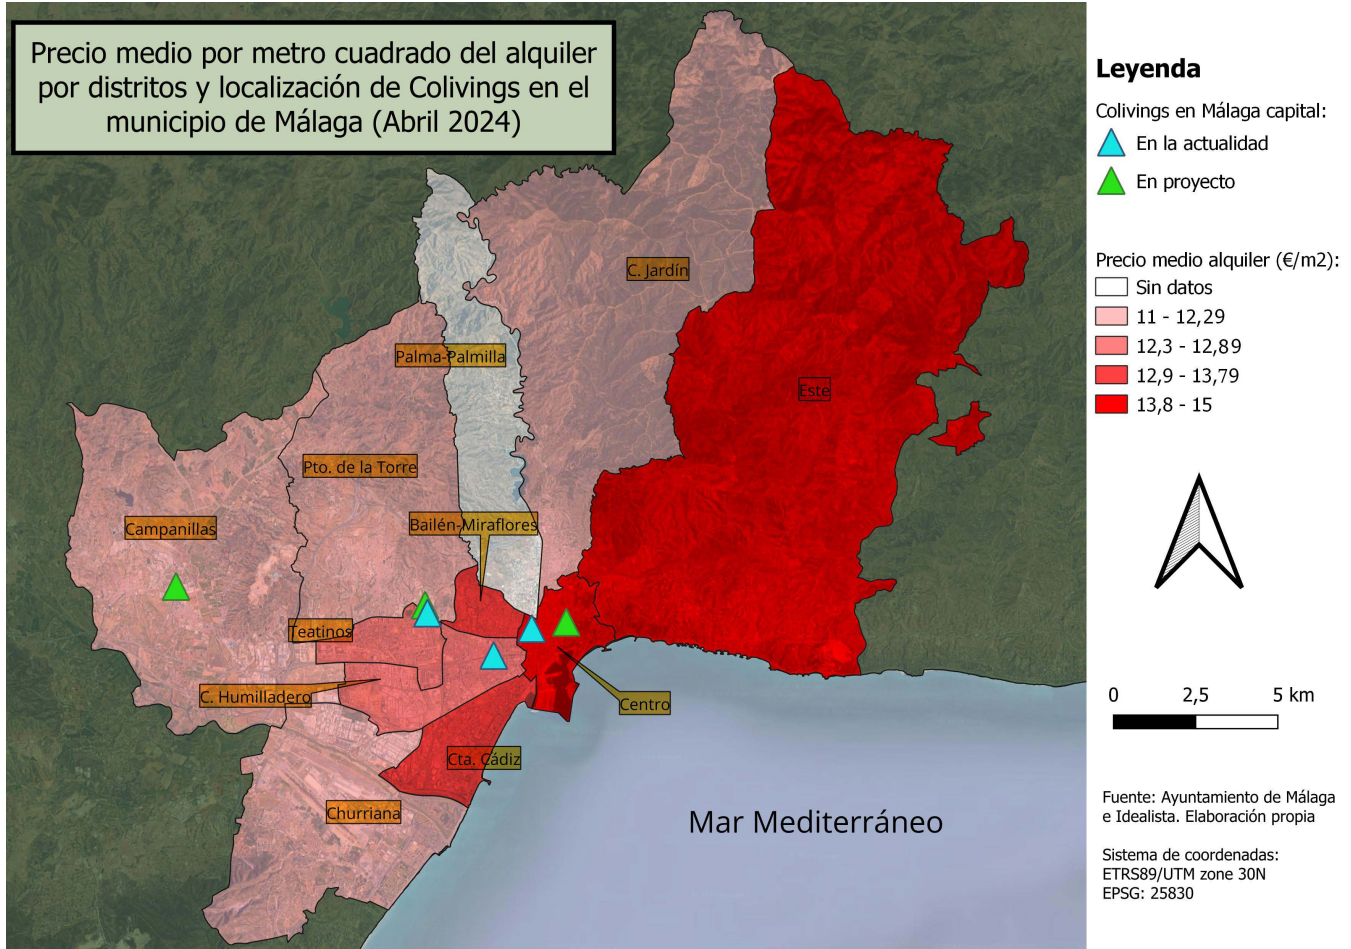 Precio medio por metro cuadrado del alquiler
por distritos y localización de Colivings en el
municipio de Málaga (Abril 2024)
Leyenda
Colivings en Málaga capital:
En la actualidad
En proyecto
Precio medio alquiler (€/m2):
Sin datos
11 - 12,29
12,3 - 12,89
12,9 - 13,79
13,8 - 15
C. Jardín
Palma-Palmilla
Este
Pto. de la Torre
Campanillas
Bailén-Miraflores
Teatinos
C. Humilladero
Centro
Cta. Cádiz
Churriana
Mar Mediterráneo
0 2,5 5 km
Fuente: Ayuntamiento de Málaga
e Idealista. Elaboración propia
Sistema de coordenadas:
ETRS89/UTM zone 30N
EPSG: 25830